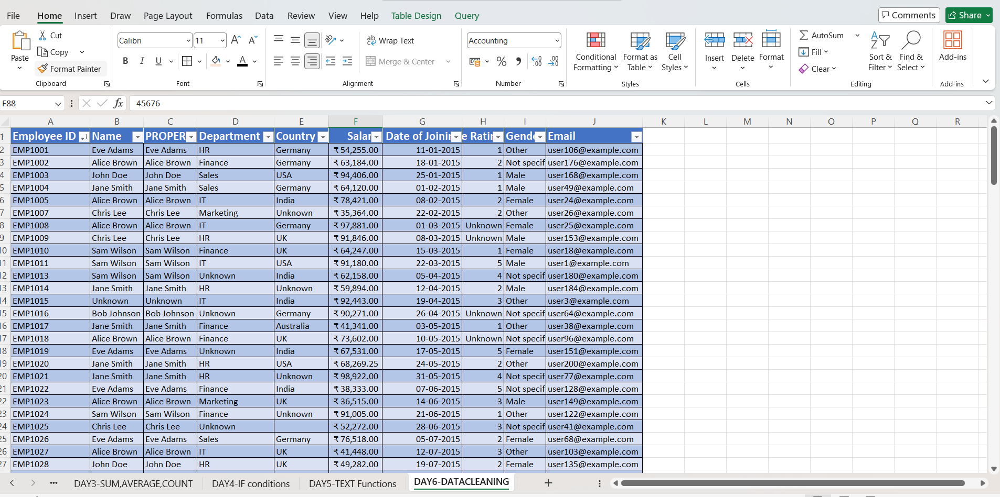 File Home Insert Draw Page Layout Formulas Data Review View Help Table Design Query Comments Share
Paste Cut Copy Format Painter Clipboard
Calibri 11 B I U A Font
Wrap Text Merge & Center Alignment
Accounting % Number
Conditional Formatting Format as Table Cell Styles Styles
Insert Delete Format Cells
AutoSum Fill Clear Sort & Filter Find & Select Editing
Add-ins Add-ins
F88 fx 45676
A B C D E F G H I J K L M N O P Q R
1 Employee ID Name PROPER Department Country Salar Date of Joinin e Ratin Gende Email
2 EMP1001 Eve Adams Eve Adams HR Germany ₹ 54,255.00 11-01-2015 1 Other user106@example.com
3 EMP1002 Alice Brown Alice Brown Finance Germany ₹ 63,184.00 18-01-2015 2 Not specif user176@example.com
4 EMP1003 John Doe John Doe Sales USA ₹ 94,406.00 25-01-2015 1 Male user168@example.com
5 EMP1004 Jane Smith Jane Smith Sales Germany ₹ 64,120.00 01-02-2015 1 Male user49@example.com
6 EMP1005 Alice Brown Alice Brown IT India ₹ 78,421.00 08-02-2015 2 Female user24@example.com
7 EMP1007 Chris Lee Chris Lee Marketing Unknown ₹ 35,364.00 22-02-2015 2 Other user26@example.com
8 EMP1008 Alice Brown Alice Brown IT Germany ₹ 97,881.00 01-03-2015 Unknown Female user25@example.com
9 EMP1009 Chris Lee Chris Lee HR UK ₹ 91,846.00 08-03-2015 Unknown Male user153@example.com
10 EMP1010 Sam Wilson Sam Wilson Finance UK ₹ 64,247.00 15-03-2015 1 Female user18@example.com
11 EMP1011 Sam Wilson Sam Wilson IT USA ₹ 91,180.00 22-03-2015 5 Male user1@example.com
12 EMP1013 Sam Wilson Sam Wilson Unknown India ₹ 62,158.00 05-04-2015 4 Not specif user180@example.com
13 EMP1014 Jane Smith Jane Smith HR Unknown ₹ 59,894.00 12-04-2015 2 Male user184@example.com
14 EMP1015 Unknown Unknown IT India ₹ 92,443.00 19-04-2015 3 Other user3@example.com
15 EMP1016 Bob Johnson Bob Johnson Unknown Germany ₹ 90,271.00 26-04-2015 Unknown Not specif user64@example.com
16 EMP1017 Jane Smith Jane Smith Finance Australia ₹ 41,341.00 03-05-2015 1 Other user38@example.com
17 EMP1018 Alice Brown Alice Brown Finance UK ₹ 73,602.00 10-05-2015 Unknown Not specif user96@example.com
18 EMP1019 Eve Adams Eve Adams Unknown India ₹ 67,531.00 17-05-2015 5 Female user151@example.com
19 EMP1020 Jane Smith Jane Smith HR USA ₹ 68,269.25 24-05-2015 2 Other user200@example.com
20 EMP1021 Jane Smith Jane Smith HR Unknown ₹ 98,922.00 31-05-2015 4 Not specif user77@example.com
21 EMP1022 Eve Adams Eve Adams Finance India ₹ 38,333.00 07-06-2015 5 Not specif user128@example.com
22 EMP1023 Alice Brown Alice Brown Marketing UK ₹ 36,515.00 14-06-2015 3 Male user149@example.com
23 EMP1024 Sam Wilson Sam Wilson Finance Unknown ₹ 91,005.00 21-06-2015 1 Other user122@example.com
24 EMP1025 Chris Lee Chris Lee Unknown ₹ 52,272.00 28-06-2015 3 Not specif user41@example.com
25 EMP1026 Eve Adams Eve Adams Sales Germany ₹ 76,518.00 05-07-2015 2 Female user68@example.com
26 EMP1027 Alice Brown Alice Brown IT UK ₹ 41,448.00 12-07-2015 3 Other user103@example.com
27 EMP1028 John Doe John Doe HR UK ₹ 49,282.00 19-07-2015 2 Female user135@example.com
DAY3-SUM,AVERAGE,COUNT DAY4-IF conditions DAY5-TEXT Functions DAY6-DATACLEANING